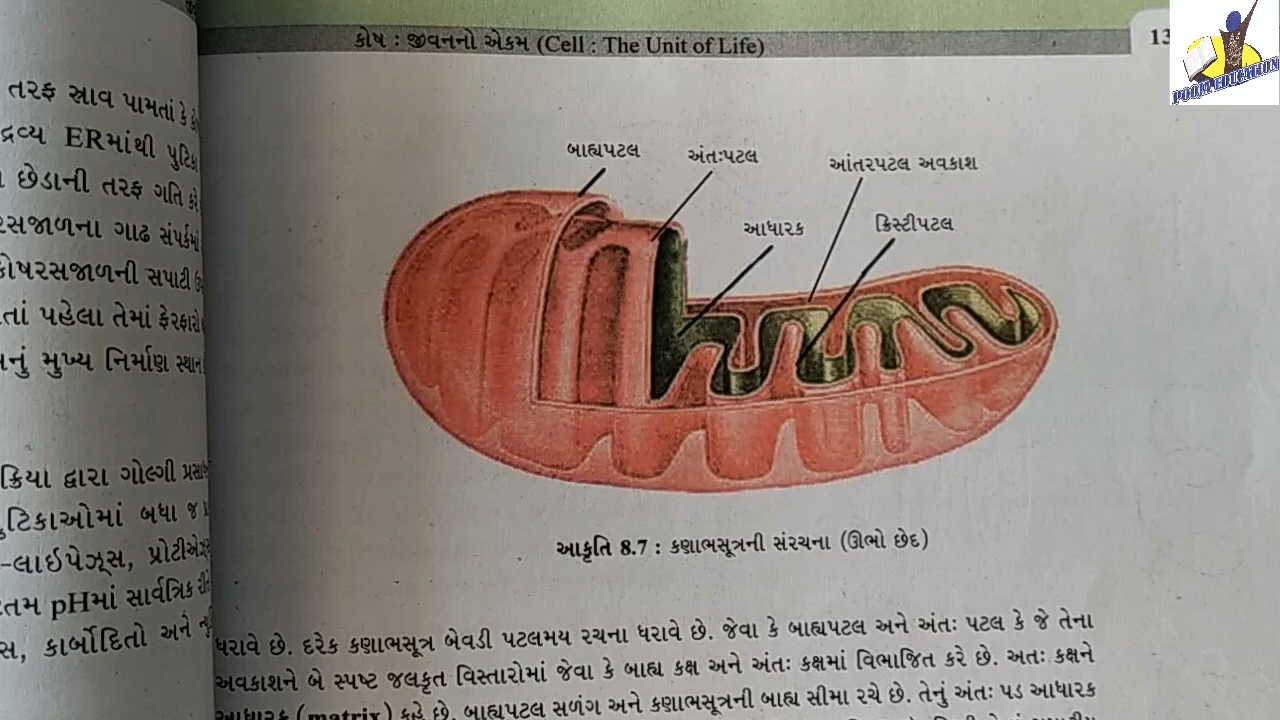 કોષ : જીવનનો એકમ (Cell : The Unit of Life)
13
POOJA EDUCATION
તરફ સ્રાવ પામતાં કે
દ્રવ્ય ERમાંથી પુટિકા
છેડાની તરફ ગતિ કરે
રસજાળના ગાઢ સંપર્કમાં
કોષરસજાળની સપાટી
તાં પહેલા તેમાં ફેરફારો
નું મુખ્ય નિર્માણ સ્થાન
ક્રિયા દ્વારા ગોલ્ગી
ટિકાઓમાં બધા જ
-લાઇપેઝ્સ, પ્રોટીએઝ
તમ pHમાં સાર્વત્રિક રીતે
સ, કાર્બોદિતો અને
બાહ્યપટલ
અંતઃપટલ
આંતરપટલ અવકાશ
આધારક
ક્રિસ્ટીપટલ
આકૃતિ 8.7 : કણાભસૂત્રની સંરચના (ઊભો છેદ)
ધરાવે છે. દરેક કણાભસૂત્ર બેવડી પટલમય રચના ધરાવે છે. જેવા કે બાહ્યપટલ અને અંતઃ પટલ કે જે તેના
અવકાશને બે સ્પષ્ટ જલકૃત વિસ્તારોમાં જેવા કે બાહ્ય કક્ષ અને અંતઃ કક્ષમાં વિભાજિત કરે છે. અતઃ કક્ષને
આધારક (matrix) કહે છે. બાહ્યપટલ સળંગ અને કણાભસૂત્રની બાહ્ય સીમા રચે છે. તેનું અંતઃ પડ આધારક